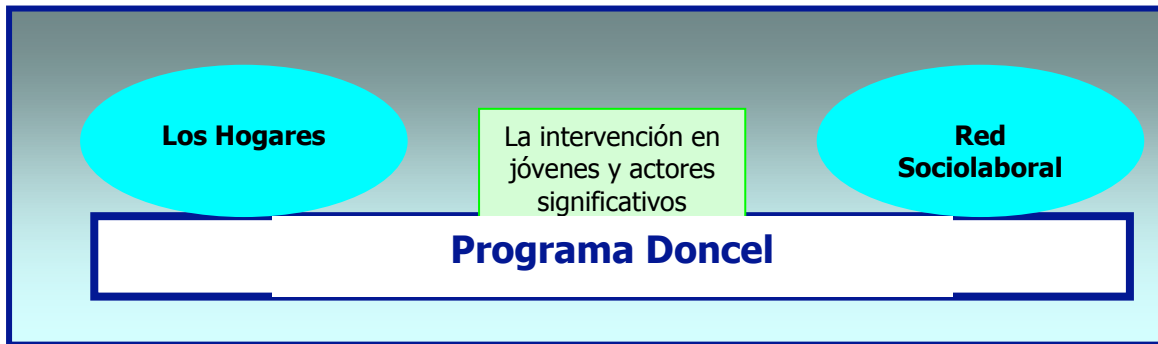 Los Hogares
La intervención en
jóvenes y actores
significativos
Red
Sociolaboral
Programa Doncel